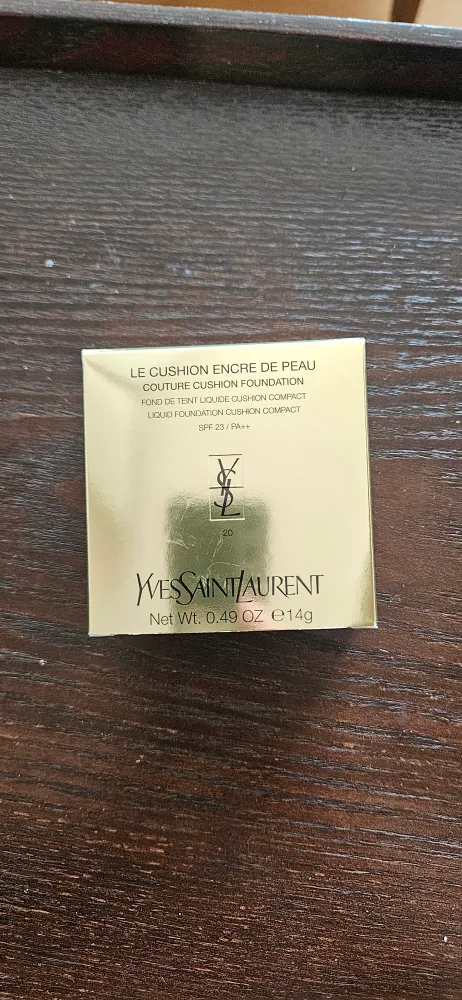 LE CUSHION ENCRE DE PEAU
COUTURE CUSHION FOUNDATION
FOND DE TEINT LIQUIDE CUSHION COMPACT
LIQUID FOUNDATION CUSHION COMPACT
SPF 23 / PA++
YSL
20
YVESSAINTLAURENT
Net Wt. 0.49 OZ ℮14g